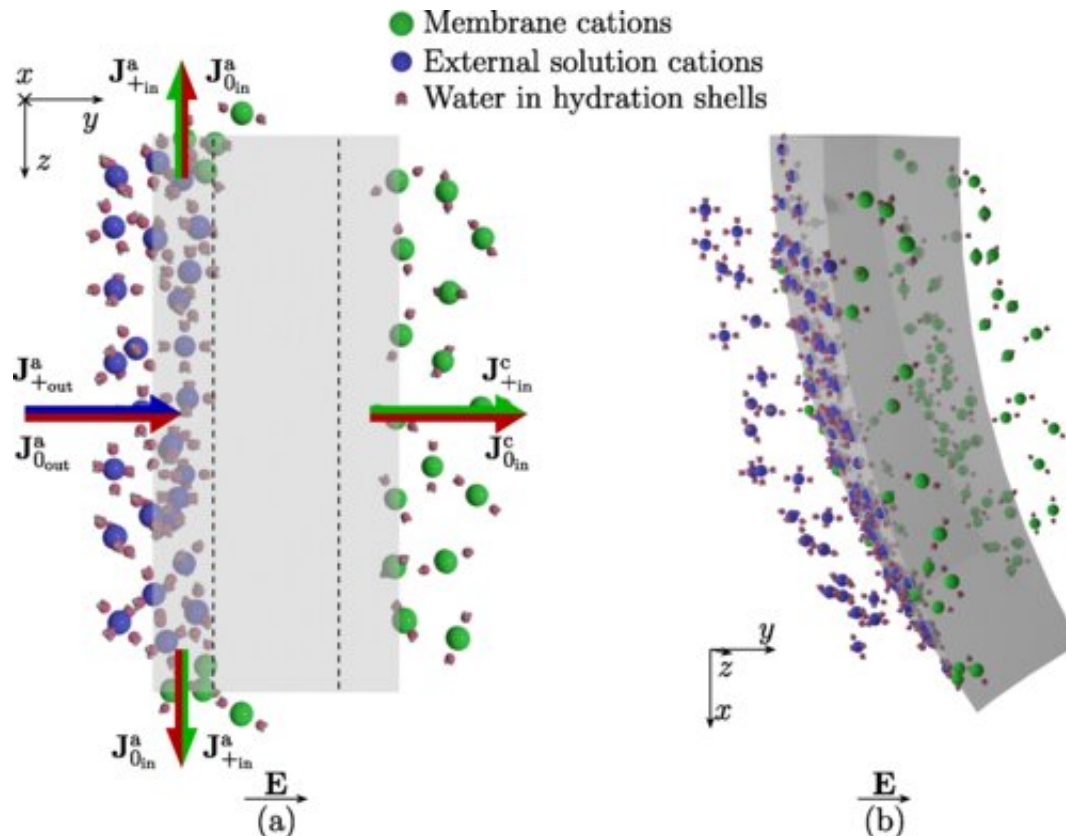 Membrane cations
External solution cations
Water in hydration shells
x
y
z
J^a_{+in} J^a_{0in}
J^a_{+out}
J^a_{0out}
J^c_{+in}
J^c_{0in}
J^a_{0in} J^a_{+in}
E
(a)
y
z
x
E
(b)